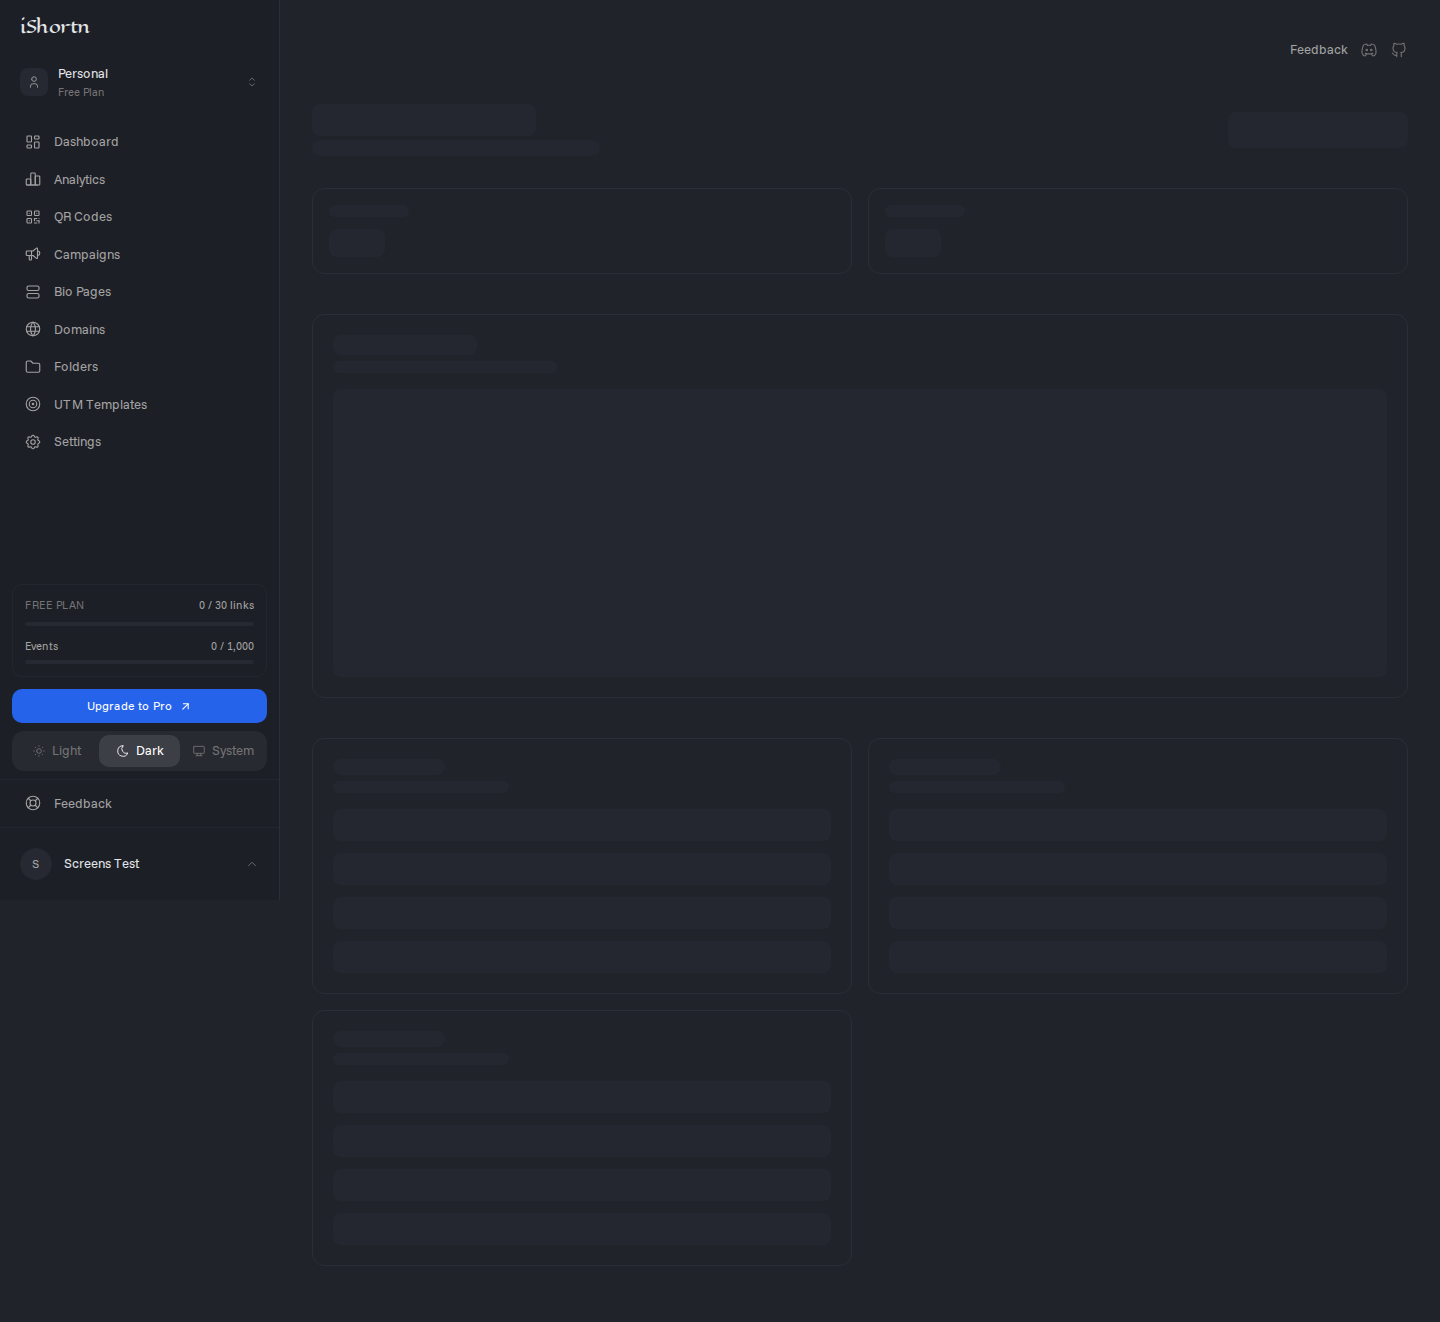 iShortn
Personal
Free Plan
Dashboard
Analytics
QR Codes
Campaigns
Bio Pages
Domains
Folders
UTM Templates
Settings
FREE PLAN 0 / 30 links
Events 0 / 1,000
Upgrade to Pro
Light Dark System
Feedback
S Screens Test
Feedback